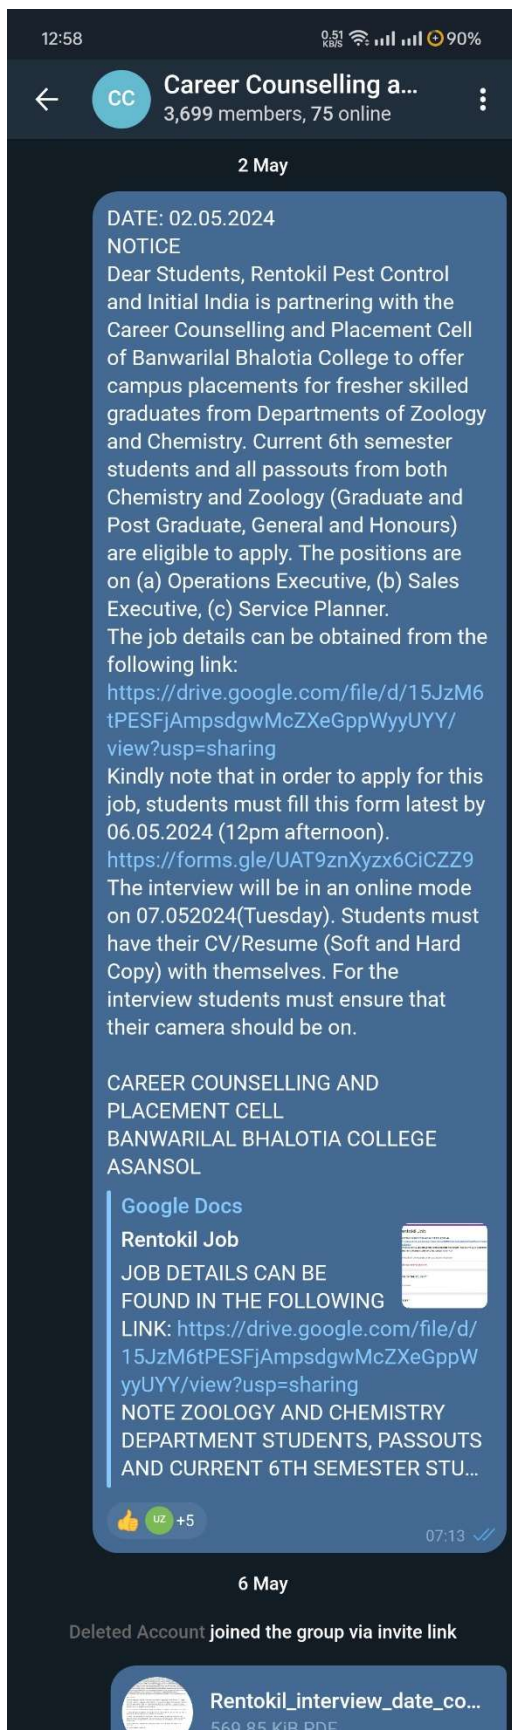 12:58
0.51 KB/S
90%
CC
Career Counselling a...
3,699 members, 75 online
2 May
DATE: 02.05.2024
NOTICE
Dear Students, Rentokil Pest Control
and Initial India is partnering with the
Career Counselling and Placement Cell
of Banwarilal Bhalotia College to offer
campus placements for fresher skilled
graduates from Departments of Zoology
and Chemistry. Current 6th semester
students and all passouts from both
Chemistry and Zoology (Graduate and
Post Graduate, General and Honours)
are eligible to apply. The positions are
on (a) Operations Executive, (b) Sales
Executive, (c) Service Planner.
The job details can be obtained from the
following link:
https://drive.google.com/file/d/15JzM6
tPESFjAmpsdgwMcZXeGppWyyUYY/
view?usp=sharing
Kindly note that in order to apply for this
job, students must fill this form latest by
06.05.2024 (12pm afternoon).
https://forms.gle/UAT9znXyzx6CiCZZ9
The interview will be in an online mode
on 07.052024(Tuesday). Students must
have their CV/Resume (Soft and Hard
Copy) with themselves. For the
interview students must ensure that
their camera should be on.
CAREER COUNSELLING AND
PLACEMENT CELL
BANWARILAL BHALOTIA COLLEGE
ASANSOL
Google Docs
Rentokil Job
JOB DETAILS CAN BE
FOUND IN THE FOLLOWING
LINK: https://drive.google.com/file/d/
15JzM6tPESFjAmpsdgwMcZXeGppW
yyUYY/view?usp=sharing
NOTE ZOOLOGY AND CHEMISTRY
DEPARTMENT STUDENTS, PASSOUTS
AND CURRENT 6TH SEMESTER STU...
UZ +5
07:13
6 May
Deleted Account joined the group via invite link
Rentokil_interview_date_co...
569.85 KiB PDF